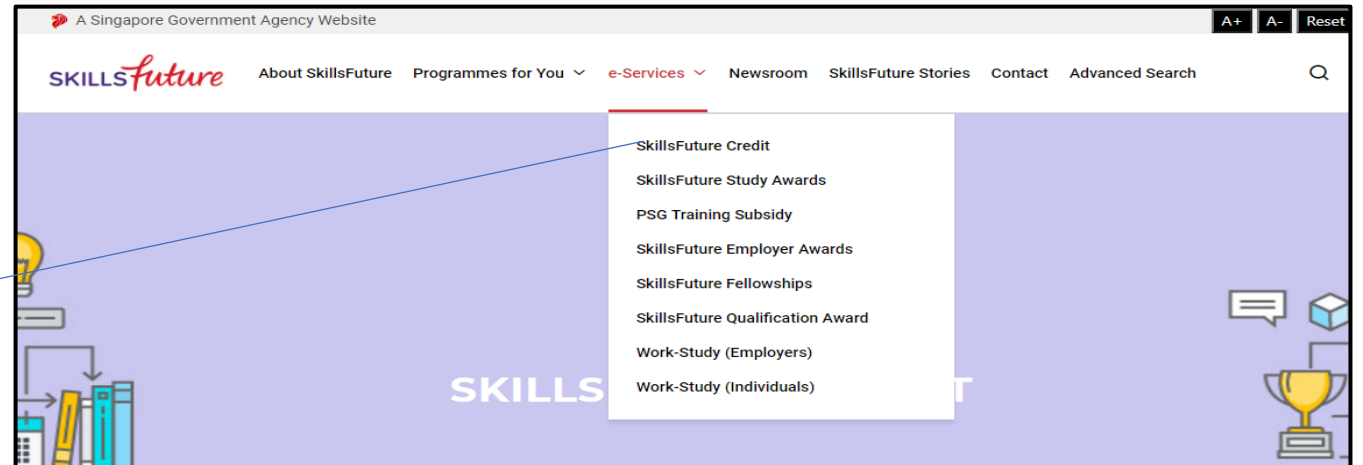 A Singapore Government Agency Website A+ A- Reset
SKILLSfuture About SkillsFuture Programmes for You e-Services Newsroom SkillsFuture Stories Contact Advanced Search
SkillsFuture Credit
SkillsFuture Study Awards
PSG Training Subsidy
SkillsFuture Employer Awards
SkillsFuture Fellowships
SkillsFuture Qualification Award
Work-Study (Employers)
Work-Study (Individuals)
SKILLS T